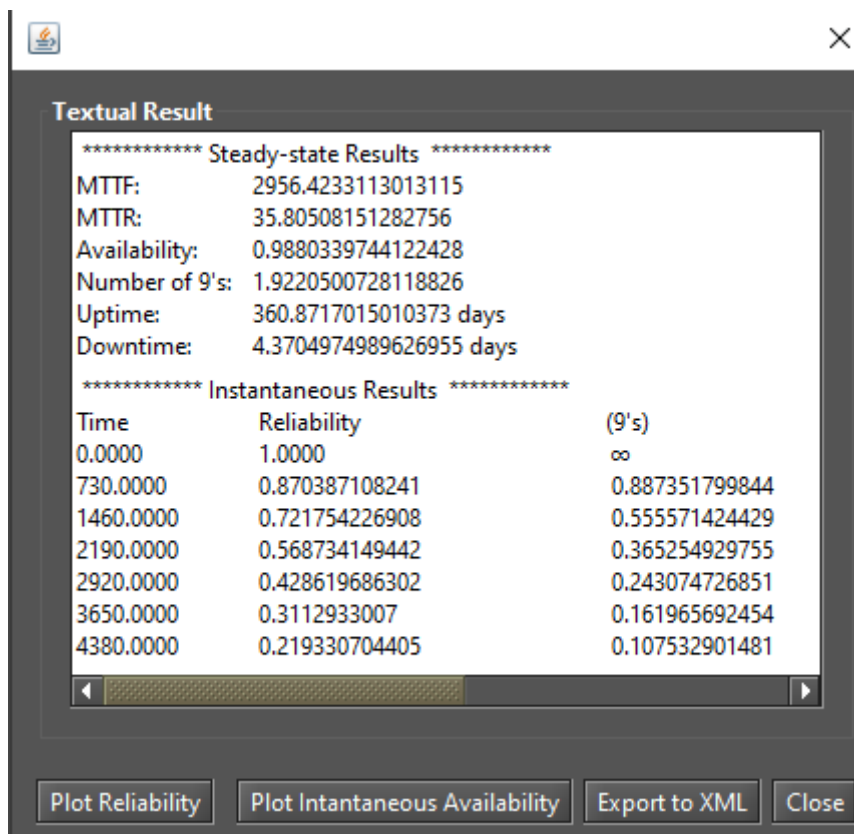 Textual Result
************ Steady-state Results ************
MTTF: 2956.4233113013115
MTTR: 35.80508151282756
Availability: 0.9880339744122428
Number of 9's: 1.9220500728118826
Uptime: 360.8717015010373 days
Downtime: 4.3704974989626955 days
************ Instantaneous Results ************
Time Reliability (9's)
0.0000 1.0000 ∞
730.0000 0.870387108241 0.887351799844
1460.0000 0.721754226908 0.555571424429
2190.0000 0.568734149442 0.365254929755
2920.0000 0.428619686302 0.243074726851
3650.0000 0.3112933007 0.161965692454
4380.0000 0.219330704405 0.107532901481
Plot Reliability Plot Intantaneous Availability Export to XML Close